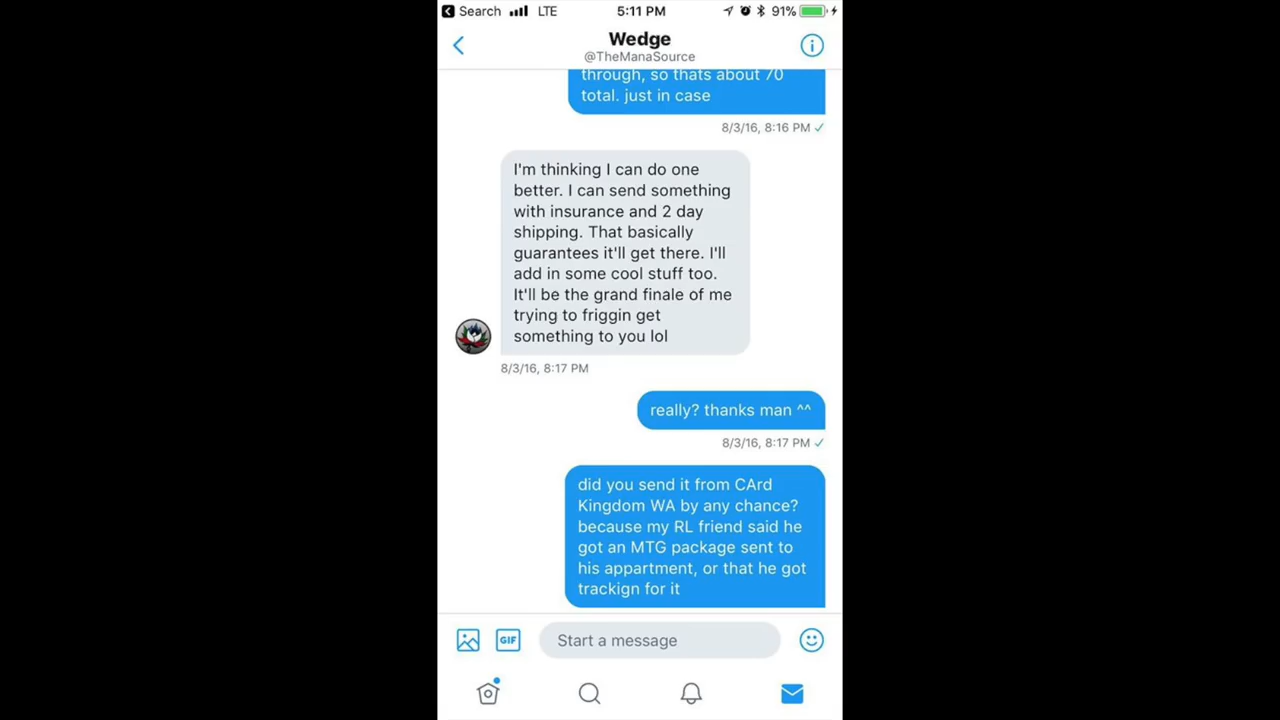 Search LTE 5:11 PM 91%
Wedge
@TheManaSource
through, so thats about 70
total. just in case
8/3/16, 8:16 PM ✓
I'm thinking I can do one
better. I can send something
with insurance and 2 day
shipping. That basically
guarantees it'll get there. I'll
add in some cool stuff too.
It'll be the grand finale of me
trying to friggin get
something to you lol
8/3/16, 8:17 PM
really? thanks man ^^
8/3/16, 8:17 PM ✓
did you send it from CArd
Kingdom WA by any chance?
because my RL friend said he
got an MTG package sent to
his appartment, or that he got
trackign for it
GIF Start a message